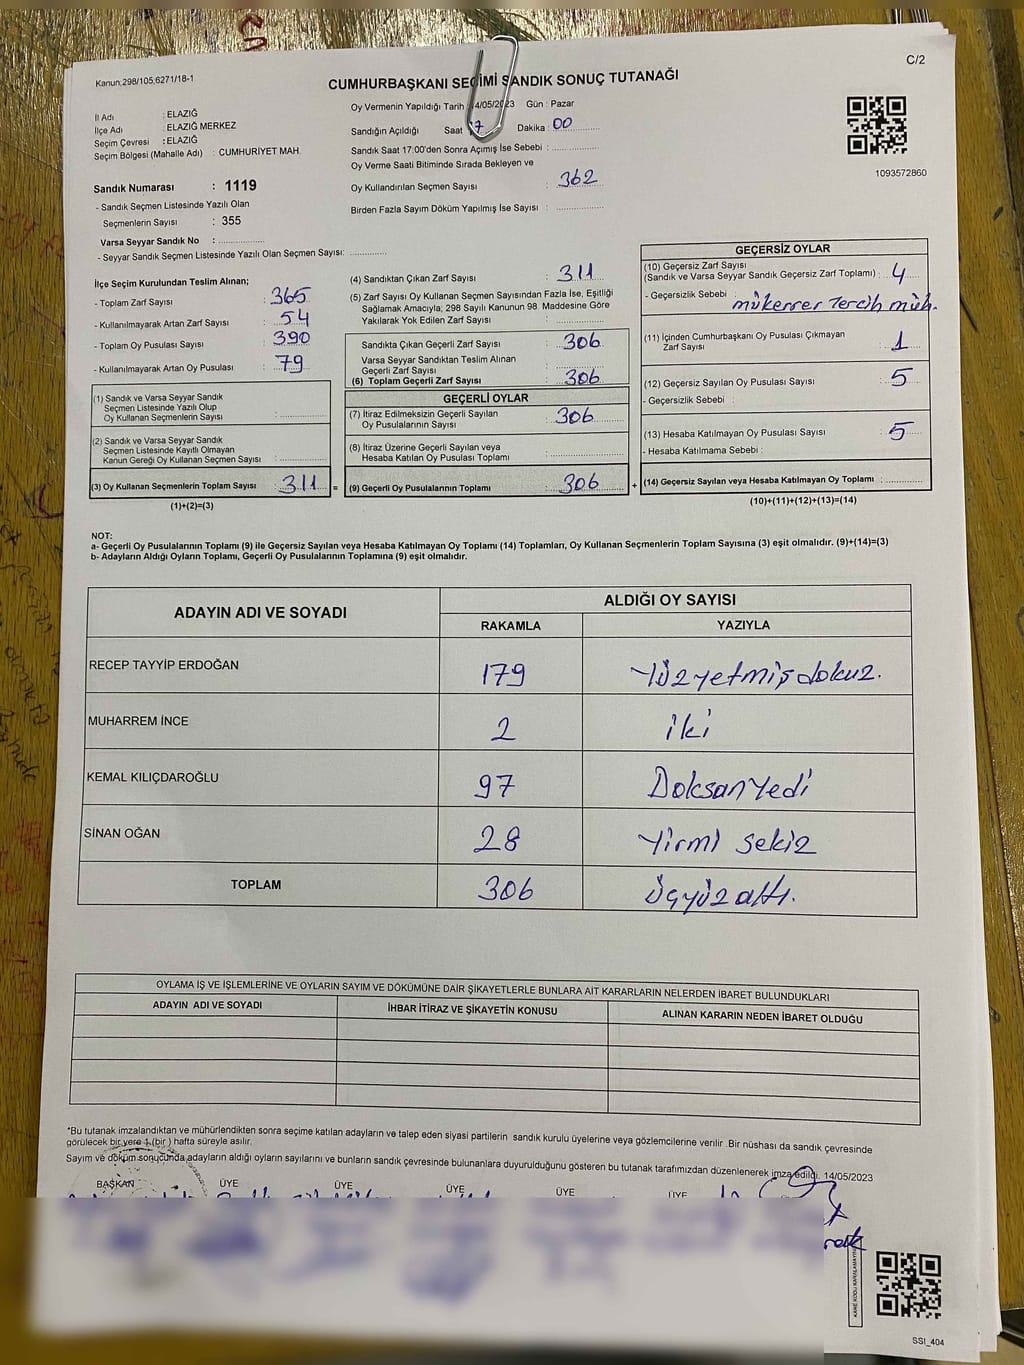 Kanun:298/105,6271/18-1
C/2
CUMHURBAŞKANI SEÇİMİ SANDIK SONUÇ TUTANAĞI
İl Adı : ELAZIĞ
İlçe Adı : ELAZIĞ MERKEZ
Seçim Çevresi : ELAZIĞ
Seçim Bölgesi (Mahalle Adı) : CUMHURİYET MAH.
Sandık Numarası : 1119
- Sandık Seçmen Listesinde Yazılı Olan
Seçmenlerin Sayısı : 355
Varsa Seyyar Sandık No :
- Seyyar Sandık Seçmen Listesinde Yazılı Olan Seçmen Sayısı:
Oy Vermenin Yapıldığı Tarih 14/05/2023 Gün : Pazar
Sandığın Açıldığı Saat 17 Dakika : 00
Sandık Saat 17:00'den Sonra Açımış İse Sebebi :
Oy Verme Saati Bitiminde Sırada Bekleyen ve
Oy Kullandırılan Seçmen Sayısı : 362
Birden Fazla Sayım Döküm Yapılmış İse Sayısı :
1093572860
İlçe Seçim Kurulundan Teslim Alınan;
- Toplam Zarf Sayısı : 365
- Kullanılmayarak Artan Zarf Sayısı : 54
- Toplam Oy Pusulası Sayısı : 390
- Kullanılmayarak Artan Oy Pusulası : 79
(1) Sandık ve Varsa Seyyar Sandık
Seçmen Listesinde Yazılı Olup
Oy Kullanan Seçmenlerin Sayısı :
(2) Sandık ve Varsa Seyyar Sandık
Seçmen Listesinde Kayıtlı Olmayan
Kanun Gereği Oy Kullanan Seçmen Sayısı :
(3) Oy Kullanan Seçmenlerin Toplam Sayısı : 311 =
(1)+(2)=(3)
(4) Sandıktan Çıkan Zarf Sayısı : 311
(5) Zarf Sayısı Oy Kullanan Seçmen Sayısından Fazla İse, Eşitliği
Sağlamak Amacıyla; 298 Sayılı Kanunun 98. Maddesine Göre
Yakılarak Yok Edilen Zarf Sayısı :
Sandıkta Çıkan Geçerli Zarf Sayısı : 306
Varsa Seyyar Sandıktan Teslim Alınan
Geçerli Zarf Sayısı :
(6) Toplam Geçerli Zarf Sayısı : 306
GEÇERLİ OYLAR
(7) İtiraz Edilmeksizin Geçerli Sayılan
Oy Pusulalarının Sayısı : 306
(8) İtiraz Üzerine Geçerli Sayılan veya
Hesaba Katılan Oy Pusulası Toplamı :
(9) Geçerli Oy Pusulalarının Toplamı : 306 +
GEÇERSİZ OYLAR
(10) Geçersiz Zarf Sayısı
(Sandık ve Varsa Seyyar Sandık Geçersiz Zarf Toplamı) : 4
- Geçersizlik Sebebi : mükerrer tercih müh.
(11) İçinden Cumhurbaşkanı Oy Pusulası Çıkmayan
Zarf Sayısı : 1
(12) Geçersiz Sayılan Oy Pusulası Sayısı : 5
- Geçersizlik Sebebi :
(13) Hesaba Katılmayan Oy Pusulası Sayısı : 5
- Hesaba Katılmama Sebebi :
(14) Geçersiz Sayılan veya Hesaba Katılmayan Oy Toplamı :
(10)+(11)+(12)+(13)=(14)
NOT:
a- Geçerli Oy Pusulalarının Toplamı (9) ile Geçersiz Sayılan veya Hesaba Katılmayan Oy Toplamı (14) Toplamları, Oy Kullanan Seçmenlerin Toplam Sayısına (3) eşit olmalıdır. (9)+(14)=(3)
b- Adayların Aldığı Oyların Toplamı, Geçerli Oy Pusulalarının Toplamına (9) eşit olmalıdır.
ADAYIN ADI VE SOYADI
ALDIĞI OY SAYISI
RAKAMLA YAZIYLA
RECEP TAYYİP ERDOĞAN 179 Yüzyetmişdokuz.
MUHARREM İNCE 2 iki
KEMAL KILIÇDAROĞLU 97 Doksanyedi
SİNAN OĞAN 28 Yirmi sekiz
TOPLAM 306 Üçyüzaltı.
OYLAMA İŞ VE İŞLEMLERİNE VE OYLARIN SAYIM VE DÖKÜMÜNE DAİR ŞİKAYETLERLE BUNLARA AİT KARARLARIN NELERDEN İBARET BULUNDUKLARI
ADAYIN ADI VE SOYADI İHBAR İTİRAZ VE ŞİKAYETİN KONUSU ALINAN KARARIN NEDEN İBARET OLDUĞU
*Bu tutanak imzalandıktan ve mühürlendikten sonra seçime katılan adayların ve talep eden siyasi partilerin sandık kurulu üyelerine veya gözlemcilerine verilir .Bir nüshası da sandık çevresinde
görülecek bir yere 1 (bir ) hafta süreyle asılır.
Sayım ve döküm sonucunda adayların aldığı oyların sayılarını ve bunların sandık çevresinde bulunanlara duyurulduğunu gösteren bu tutanak tarafımızdan düzenlenerek imza edildi. 14/05/2023
BAŞKAN ÜYE ÜYE ÜYE ÜYE ÜYE
SSI_404